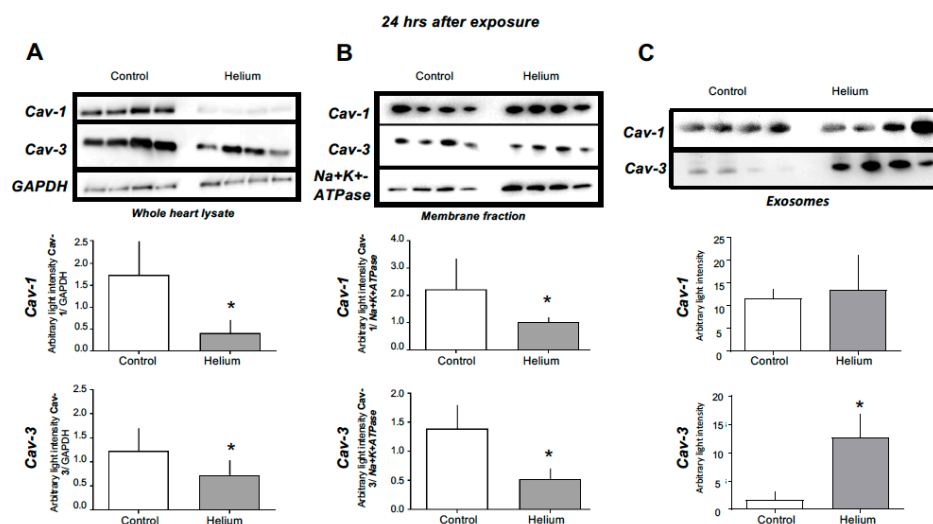 24 hrs after exposure
A
Control Helium
Cav-1
Cav-3
GAPDH
Whole heart lysate
B
Control Helium
Cav-1
Cav-3
Na+K+-
ATPase
Membrane fraction
C
Control Helium
Cav-1
Cav-3
Exosomes
Cav-1
Arbitrary light intensity Cav-
1/ GAPDH
2.5
2.0
1.5
1.0
0.5
0.0
*
Control Helium
Cav-1
Arbitrary light intensity Cav-
1/ Na+K+ATPase
4.0
3.0
2.0
1.0
0.0
*
Control Helium
Cav-1
Arbitrary light intensity
25
20
15
10
5
0
Control Helium
Cav-3
Arbitrary light intensity Cav-
3/ GAPDH
2.5
2.0
1.5
1.0
0.5
0.0
*
Control Helium
Cav-3
Arbitrary light intensity Cav-
3/ Na+K+ATPase
2.0
1.5
1.0
0.5
0.0
*
Control Helium
Cav-3
Arbitrary light intensity
20
15
10
5
0
*
Control Helium